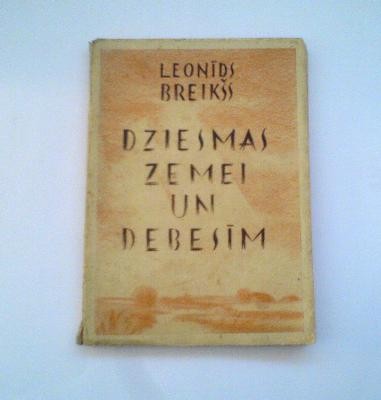 LEONĪDS
BREIKŠS
DZIESMAS
ZEMEI
UN
DEBESĪM